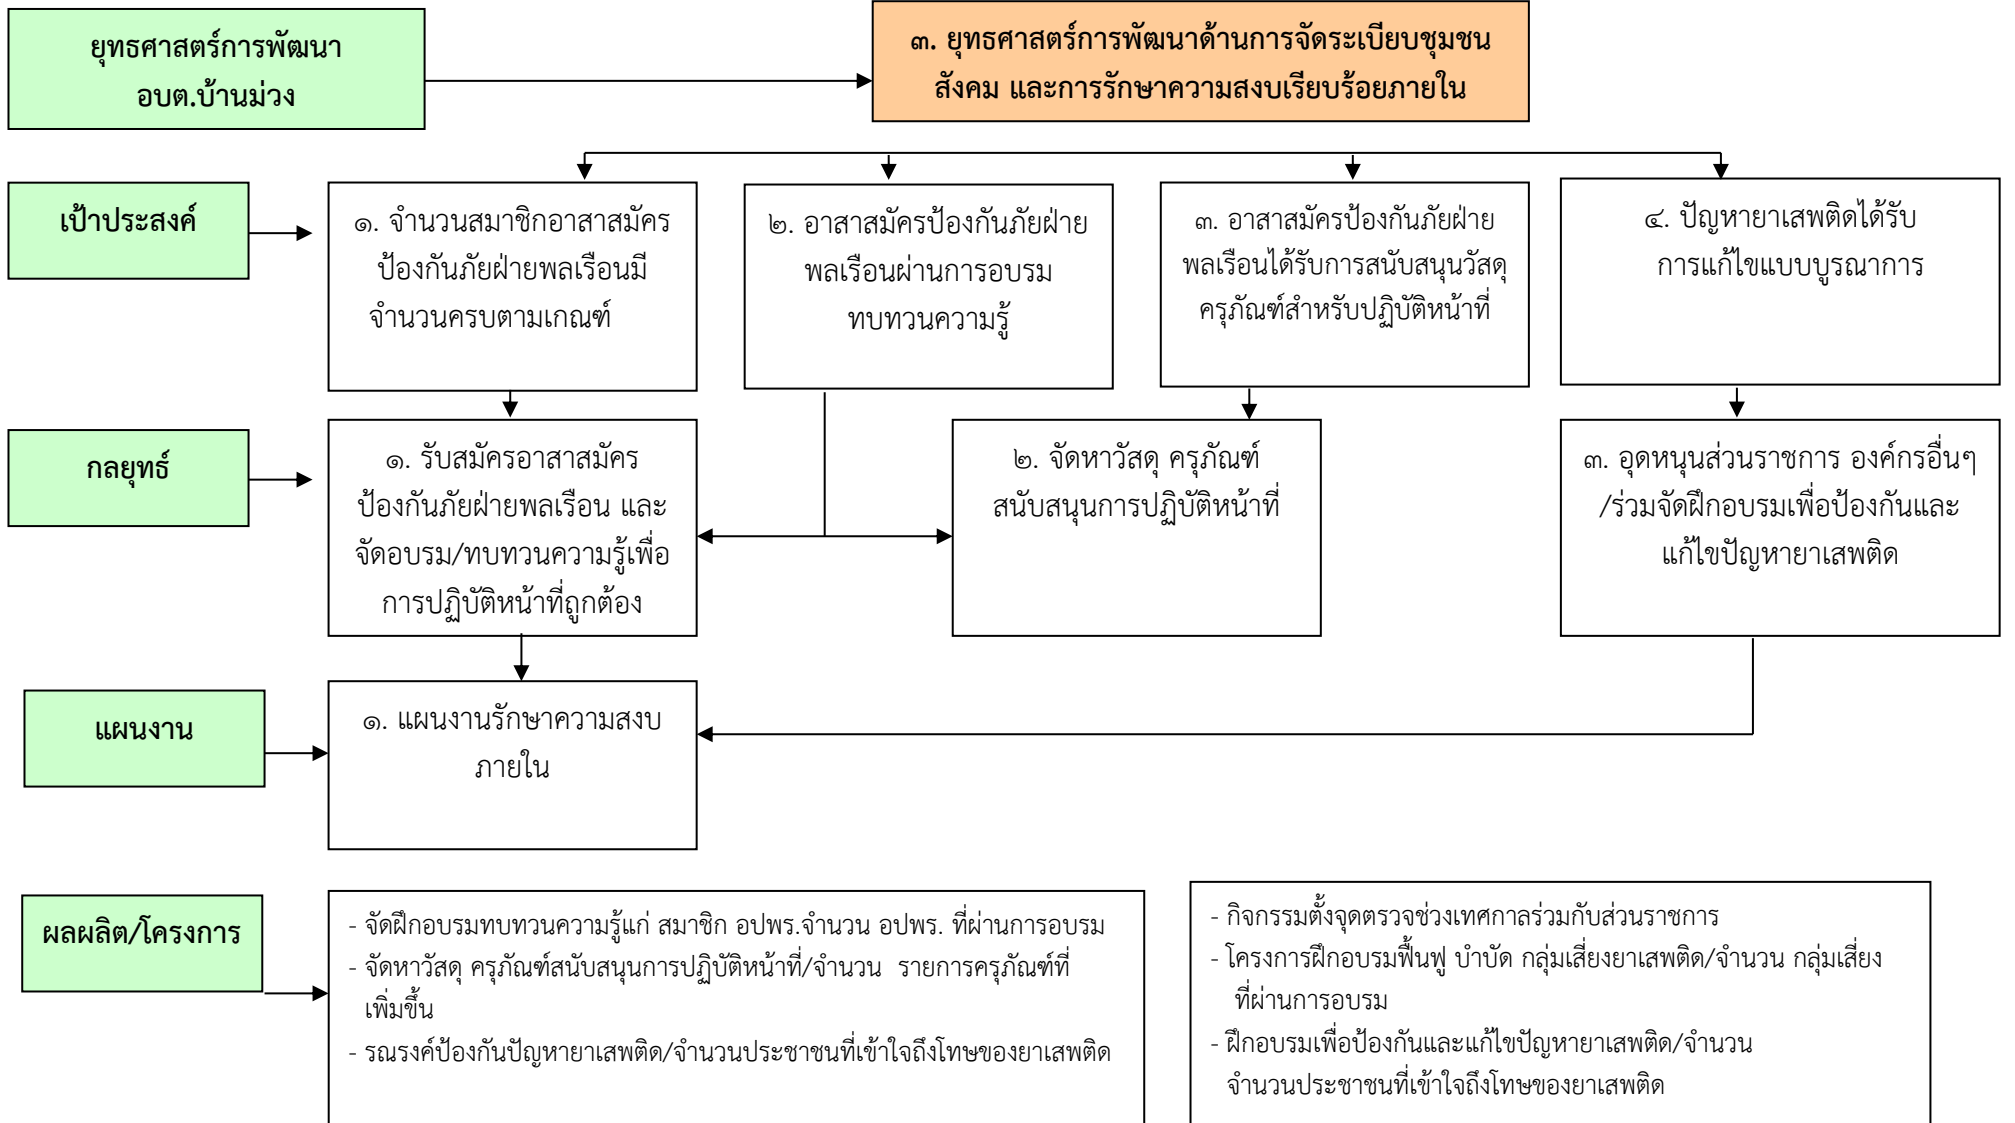 ยุทธศาสตร์การพัฒนา
อบต.บ้านม่วง
๓. ยุทธศาสตร์การพัฒนาด้านการจัดระเบียบชุมชน
สังคม และการรักษาความสงบเรียบร้อยภายใน
เป้าประสงค์
๑. จำนวนสมาชิกอาสาสมัคร
ป้องกันภัยฝ่ายพลเรือนมี
จำนวนครบตามเกณฑ์
๒. อาสาสมัครป้องกันภัยฝ่าย
พลเรือนผ่านการอบรม
ทบทวนความรู้
๓. อาสาสมัครป้องกันภัยฝ่าย
พลเรือนได้รับการสนับสนุนวัสดุ
ครุภัณฑ์สำหรับปฏิบัติหน้าที่
๔. ปัญหายาเสพติดได้รับ
การแก้ไขแบบบูรณาการ
กลยุทธ์
๑. รับสมัครอาสาสมัคร
ป้องกันภัยฝ่ายพลเรือน และ
จัดอบรม/ทบทวนความรู้เพื่อ
การปฏิบัติหน้าที่ถูกต้อง
๒. จัดหาวัสดุ ครุภัณฑ์
สนับสนุนการปฏิบัติหน้าที่
๓. อุดหนุนส่วนราชการ องค์กรอื่นๆ
/ร่วมจัดฝึกอบรมเพื่อป้องกันและ
แก้ไขปัญหายาเสพติด
แผนงาน
๑. แผนงานรักษาความสงบ
ภายใน
ผลผลิต/โครงการ
- จัดฝึกอบรมทบทวนความรู้แก่ สมาชิก อปพร.จำนวน อปพร. ที่ผ่านการอบรม
- จัดหาวัสดุ ครุภัณฑ์สนับสนุนการปฏิบัติหน้าที่/จำนวน รายการครุภัณฑ์ที่
เพิ่มขึ้น
- รณรงค์ป้องกันปัญหายาเสพติด/จำนวนประชาชนที่เข้าใจถึงโทษของยาเสพติด
- กิจกรรมตั้งจุดตรวจช่วงเทศกาลร่วมกับส่วนราชการ
- โครงการฝึกอบรมฟื้นฟู บำบัด กลุ่มเสี่ยงยาเสพติด/จำนวน กลุ่มเสี่ยง
ที่ผ่านการอบรม
- ฝึกอบรมเพื่อป้องกันและแก้ไขปัญหายาเสพติด/จำนวน
จำนวนประชาชนที่เข้าใจถึงโทษของยาเสพติด